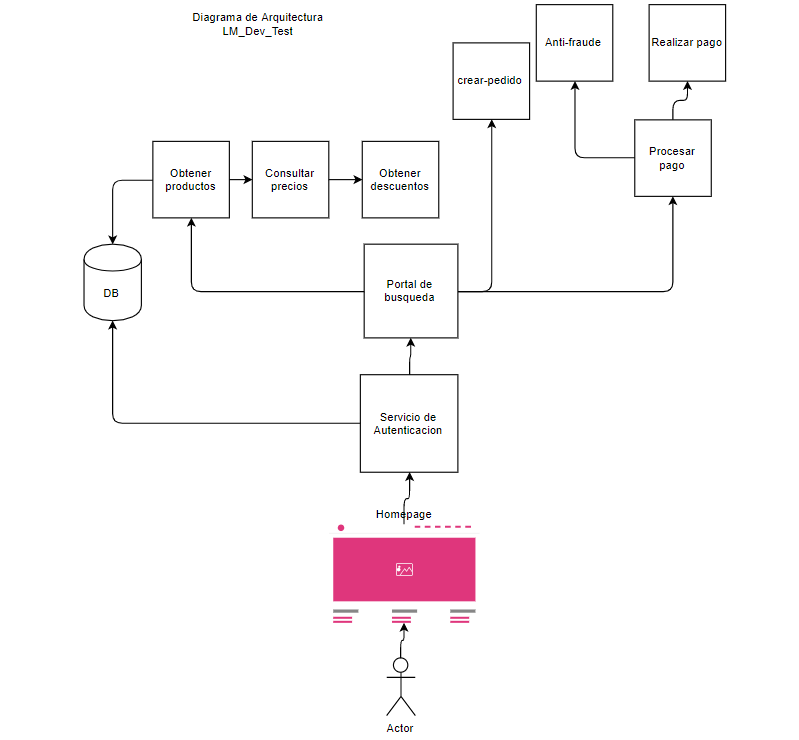 Diagrama de Arquitectura
LM_Dev_Test
Anti-fraude
Realizar pago
crear-pedido
Procesar
pago
Obtener
productos
Consultar
precios
Obtener
descuentos
DB
Portal de
busqueda
Servicio de
Autenticacion
Homepage
Actor